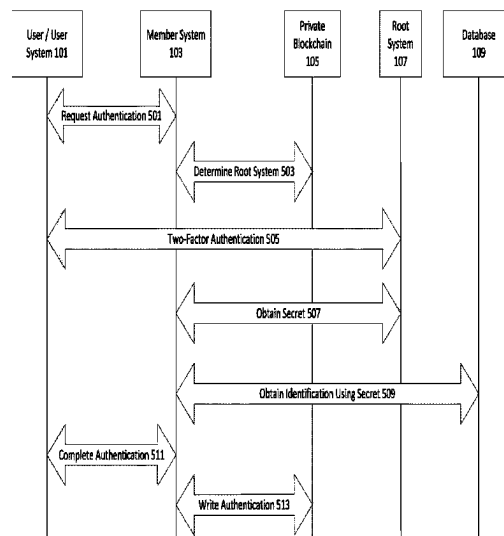 User / User
System 101
Member System
103
Private
Blockchain
105
Root
System
107
Database
109
Request Authentication 501
Determine Root System 503
Two-Factor Authentication 505
Obtain Secret 507
Obtain Identification Using Secret 509
Complete Authentication 511
Write Authentication 513